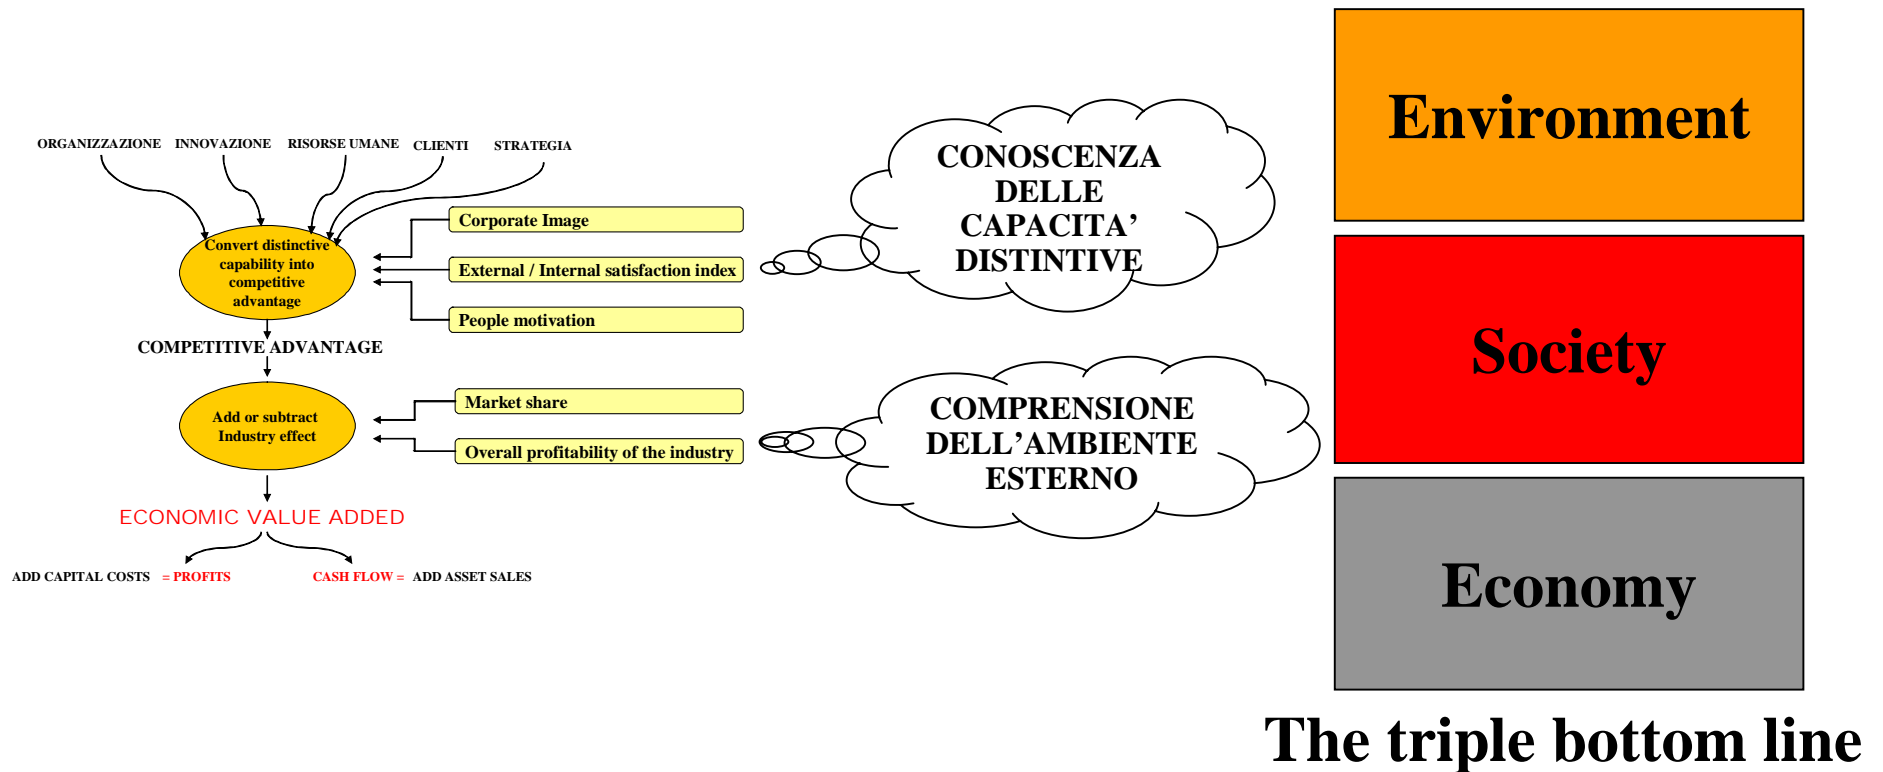 ORGANIZZAZIONE INNOVAZIONE RISORSE UMANE CLIENTI STRATEGIA
Convert distinctive
capability into
competitive
advantage
Corporate Image
External / Internal satisfaction index
People motivation
COMPETITIVE ADVANTAGE
Add or subtract
Industry effect
Market share
Overall profitability of the industry
ECONOMIC VALUE ADDED
ADD CAPITAL COSTS = PROFITS
CASH FLOW = ADD ASSET SALES
CONOSCENZA
DELLE
CAPACITA’
DISTINTIVE
COMPRENSIONE
DELL’AMBIENTE
ESTERNO
Environment
Society
Economy
The triple bottom line